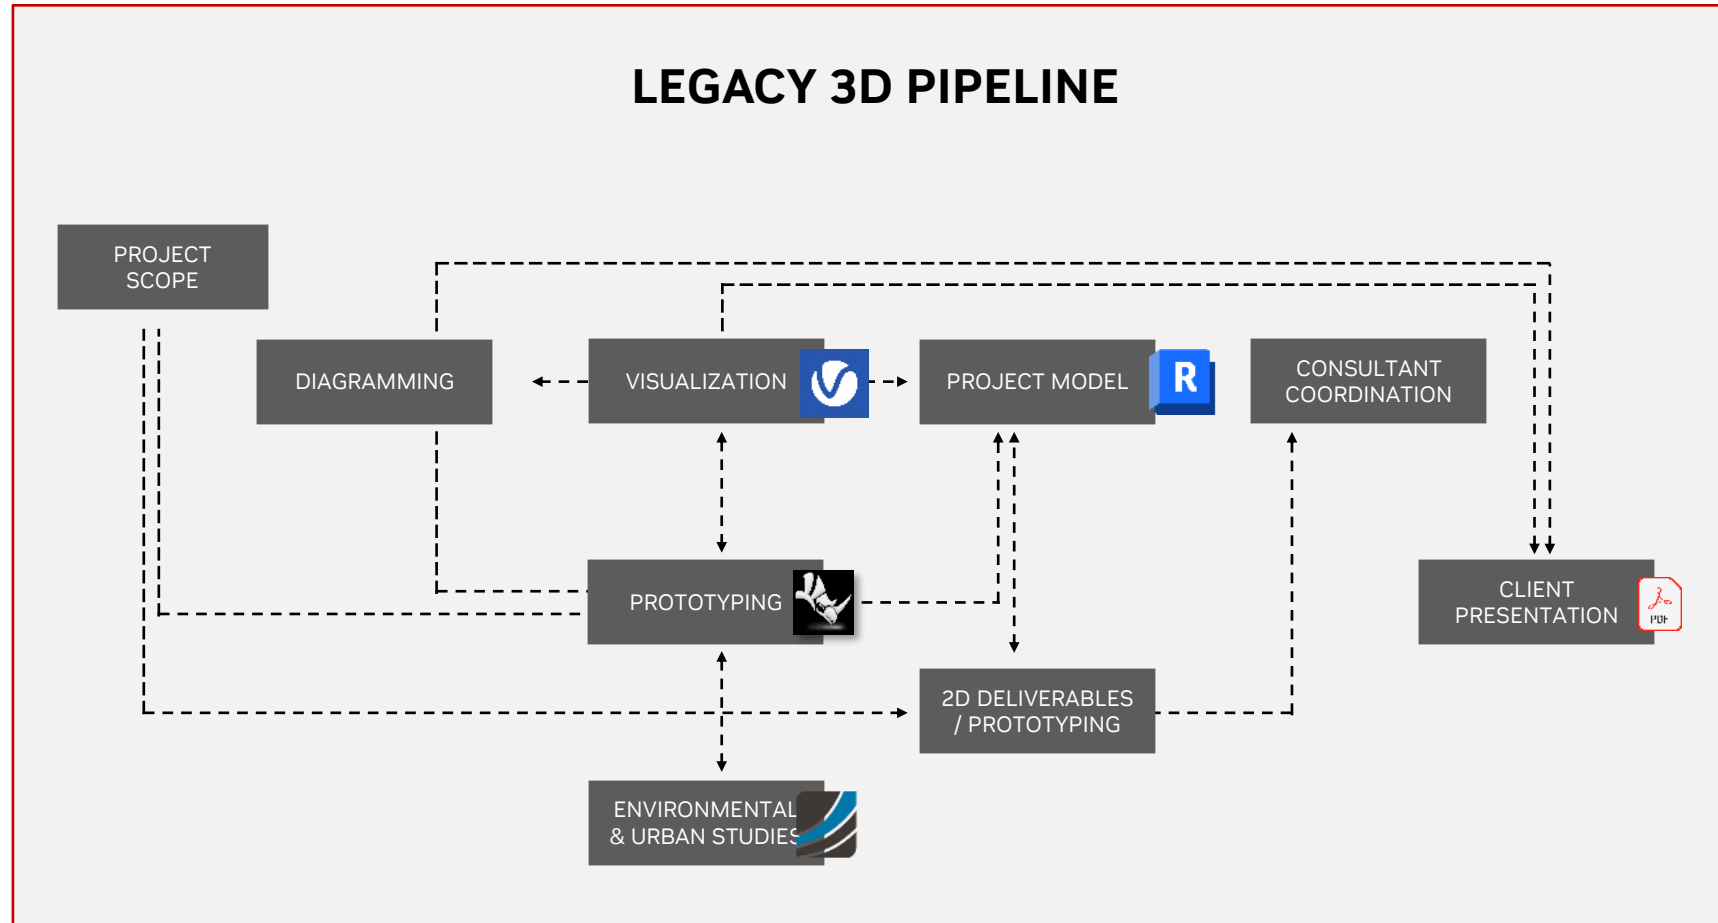 LEGACY 3D PIPELINE
PROJECT
SCOPE
DIAGRAMMING
VISUALIZATION
PROJECT MODEL
R
CONSULTANT
COORDINATION
PROTOTYPING
CLIENT
PRESENTATION
PDF
2D DELIVERABLES
/ PROTOTYPING
ENVIRONMENTAL
& URBAN STUDIES